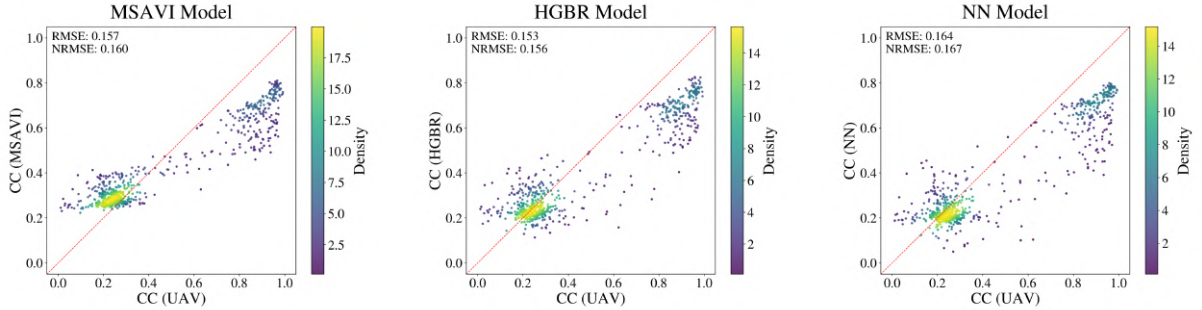 MSAVI Model
RMSE: 0.157
NRMSE: 0.160
1.0
0.8
0.6
0.4
0.2
0.0
CC (MSAVI)
0.0 0.2 0.4 0.6 0.8 1.0
CC (UAV)
17.5
15.0
12.5
10.0
7.5
5.0
2.5
Density
HGBR Model
RMSE: 0.153
NRMSE: 0.156
1.0
0.8
0.6
0.4
0.2
0.0
CC (HGBR)
0.0 0.2 0.4 0.6 0.8 1.0
CC (UAV)
14
12
10
8
6
4
2
Density
NN Model
RMSE: 0.164
NRMSE: 0.167
1.0
0.8
0.6
0.4
0.2
0.0
CC (NN)
0.0 0.2 0.4 0.6 0.8 1.0
CC (UAV)
14
12
10
8
6
4
2
Density